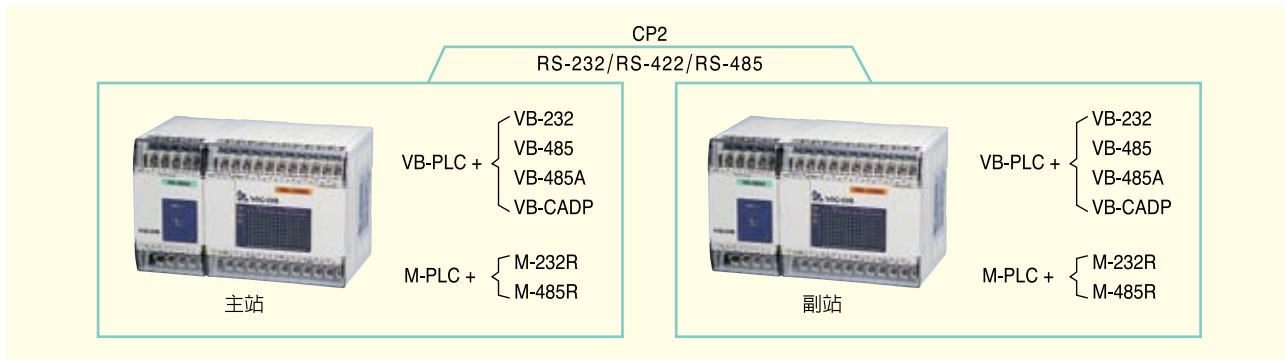 CP2
RS-232/RS-422/RS-485
VB-PLC +
VB-232
VB-485
VB-485A
VB-CADP
M-PLC +
M-232R
M-485R
主站
VB-PLC +
VB-232
VB-485
VB-485A
VB-CADP
M-PLC +
M-232R
M-485R
副站